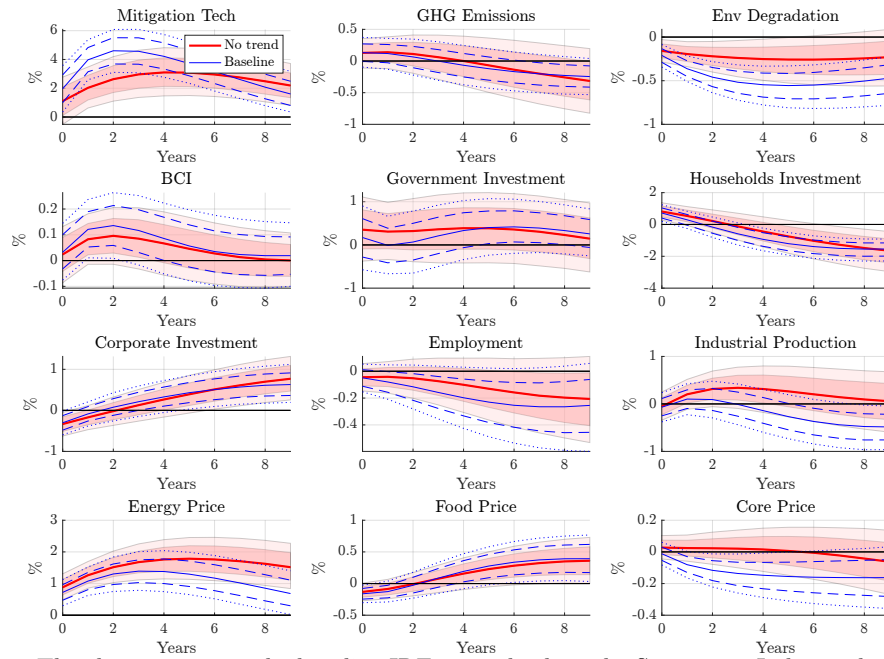 Mitigation Tech
GHG Emissions
Env Degradation
6
4
2
0
%
0 2 4 6 8
Years
No trend
Baseline
0.5
0
-0.5
-1
%
0 2 4 6 8
Years
0
-0.5
-1
%
0 2 4 6 8
Years
BCI
Government Investment
Households Investment
0.2
0.1
0
-0.1
%
0 2 4 6 8
Years
1
0
1
%
0 2 4 6 8
Years
2
0
-2
-4
%
0 2 4 6 8
Years
Corporate Investment
Employment
Industrial Production
1
0
-1
%
0 2 4 6 8
Years
0
-0.2
-0.4
%
0 2 4 6 8
Years
1
0
-1
%
0 2 4 6 8
Years
Energy Price
Food Price
Core Price
3
2
1
0
%
0 2 4 6 8
Years
1
0.5
0
-0.5
%
0 2 4 6 8
Years
0.2
0
-0.2
-0.4
%
0 2 4 6 8
Years